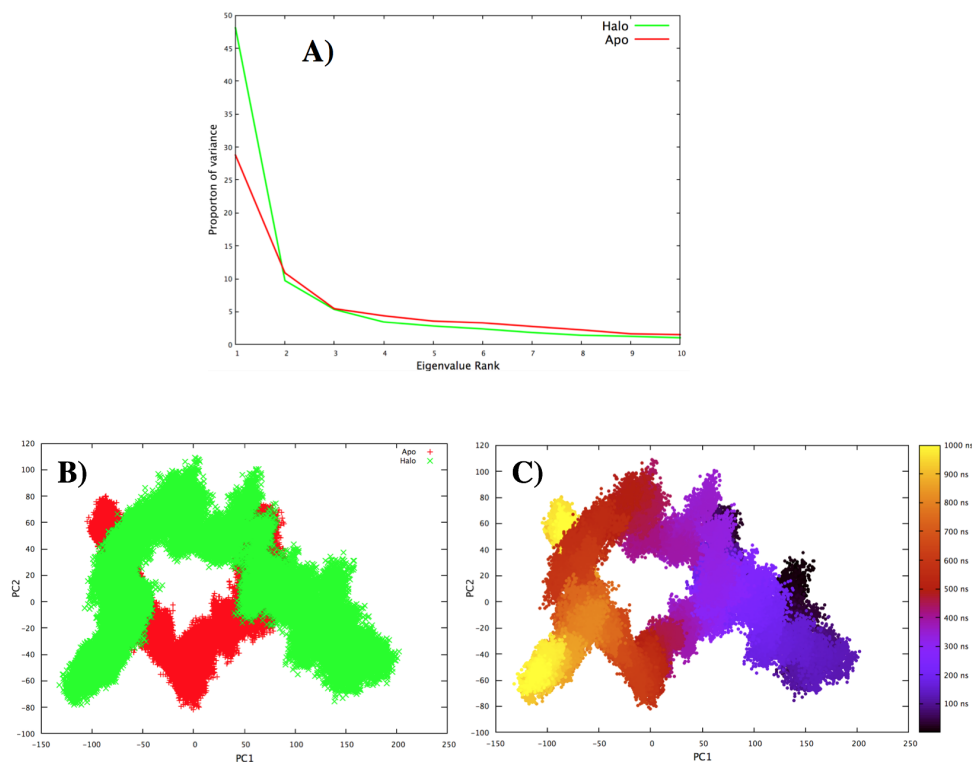 A)
Halo
Apo
50
45
40
35
30
25
20
15
10
5
0
Proporton of variance
1 2 3 4 5 6 7 8 9 10
Eigenvalue Rank
B)
Apo
Halo
120
100
80
60
40
20
0
−20
−40
−60
−80
−100
PC2
−150 −100 −50 0 50 100 150 200 250
PC1
C)
120
100
80
60
40
20
0
−20
−40
−60
−80
−100
PC2
−150 −100 −50 0 50 100 150 200 250
PC1
1000 ns
900 ns
800 ns
700 ns
600 ns
500 ns
400 ns
300 ns
200 ns
100 ns